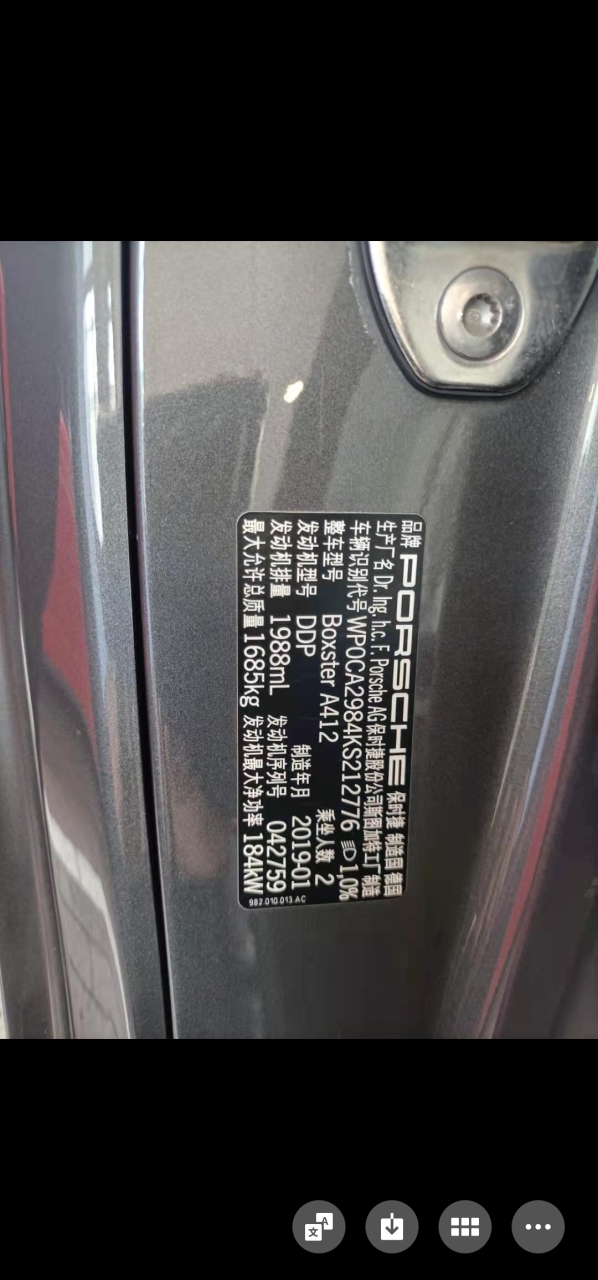 品牌 PORSCHE 保时捷 制造国 德国
生产厂名 Dr. Ing. h.c. F. Porsche AG 保时捷股份公司斯图加特工厂制造
车辆识别代号 WP0CA2984KS212776 1,0%
整车型号 Boxster A412 乘坐人数 2
发动机型号 DDP 制造年月 2019-01
发动机排量 1988mL 发动机序列号 042759
最大允许总质量 1685kg 发动机最大净功率 184kW
982.010.013.AC